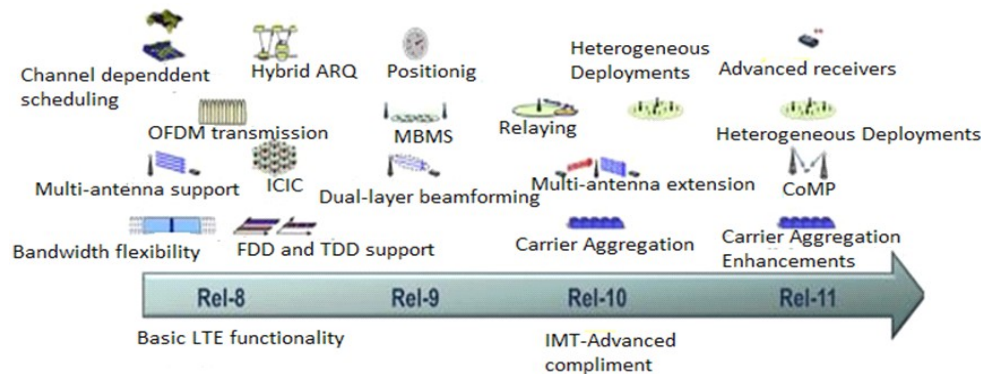 Channel dependdent
scheduling
Hybrid ARQ
Positionig
Heterogeneous
Deployments
Advanced receivers
OFDM transmission
MBMS
Relaying
Heterogeneous Deployments
Multi-antenna support
ICIC
Dual-layer beamforming
Multi-antenna extension
CoMP
Bandwidth flexibility
FDD and TDD support
Carrier Aggregation
Carrier Aggregation
Enhancements
Rel-8
Rel-9
Rel-10
Rel-11
Basic LTE functionality
IMT-Advanced
compliment